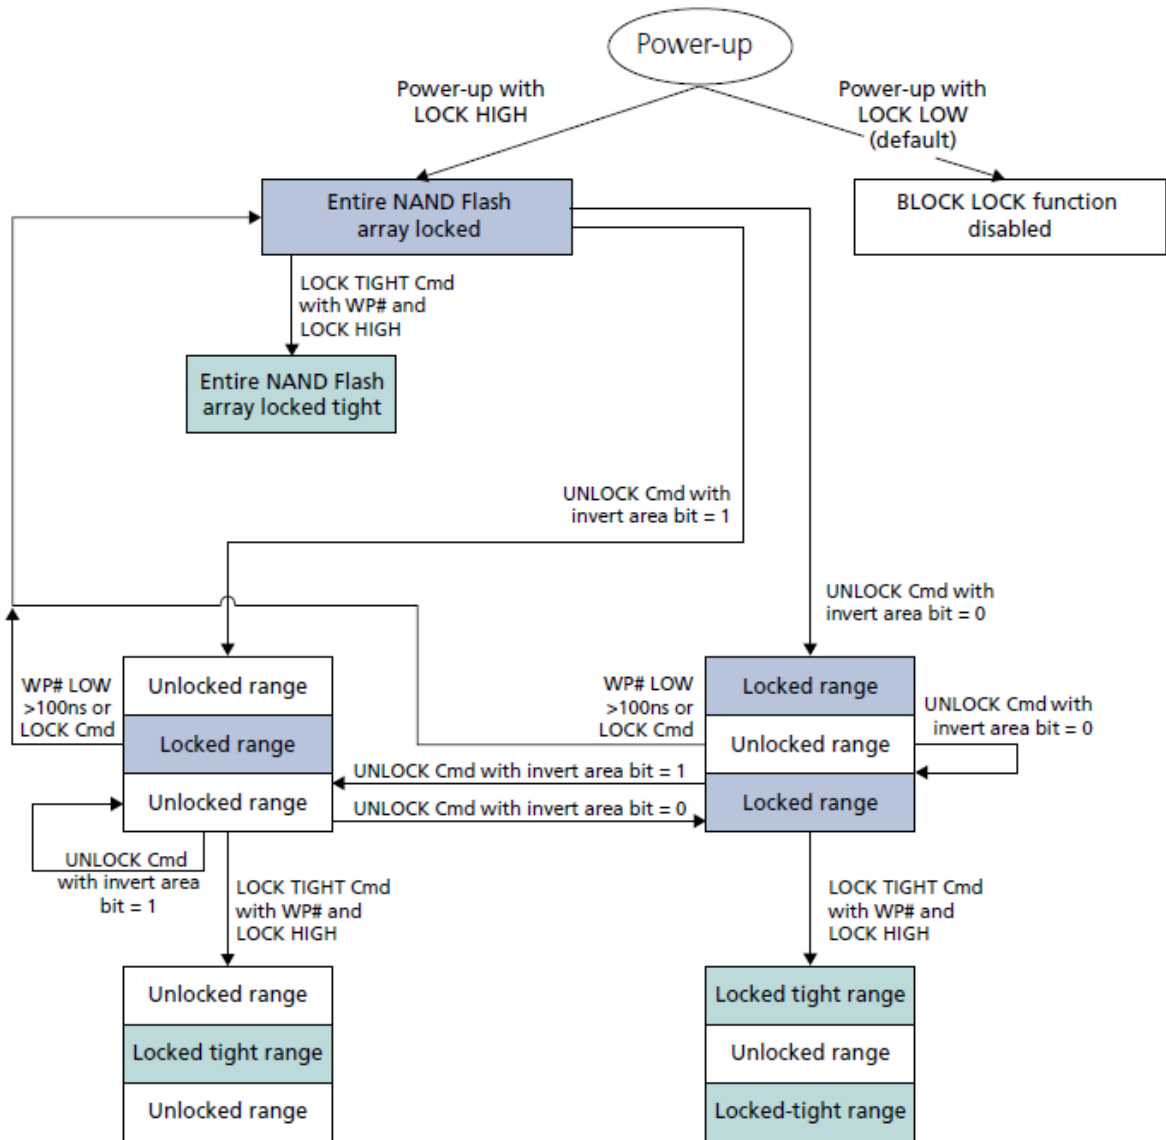 Power-up
Power-up with
LOCK HIGH
Power-up with
LOCK LOW
(default)
Entire NAND Flash
array locked
BLOCK LOCK function
disabled
LOCK TIGHT Cmd
with WP# and
LOCK HIGH
Entire NAND Flash
array locked tight
UNLOCK Cmd with
invert area bit = 1
UNLOCK Cmd with
invert area bit = 0
WP# LOW
>100ns or
LOCK Cmd
Unlocked range
Locked range
Unlocked range
WP# LOW
>100ns or
LOCK Cmd
Locked range
Unlocked range
Locked range
UNLOCK Cmd with
invert area bit = 0
UNLOCK Cmd with invert area bit = 1
UNLOCK Cmd with invert area bit = 0
UNLOCK Cmd
with invert area
bit = 1
LOCK TIGHT Cmd
with WP# and
LOCK HIGH
LOCK TIGHT Cmd
with WP# and
LOCK HIGH
Unlocked range
Locked tight range
Unlocked range
Locked tight range
Unlocked range
Locked-tight range